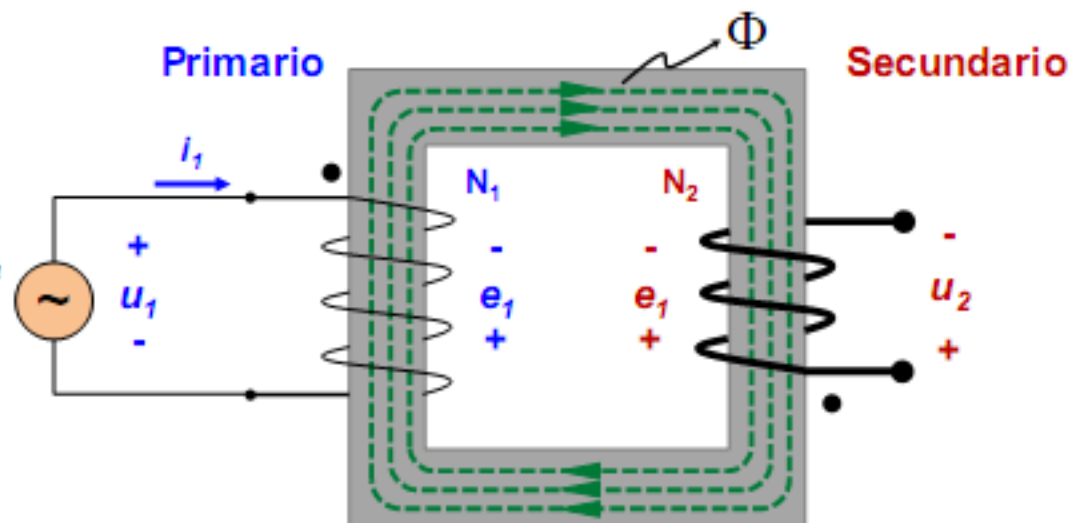 Φ
Primario
Secundario
i1
N1
N2
+
-
-
-
u1
e1
e1
u2
-
+
+
+
~